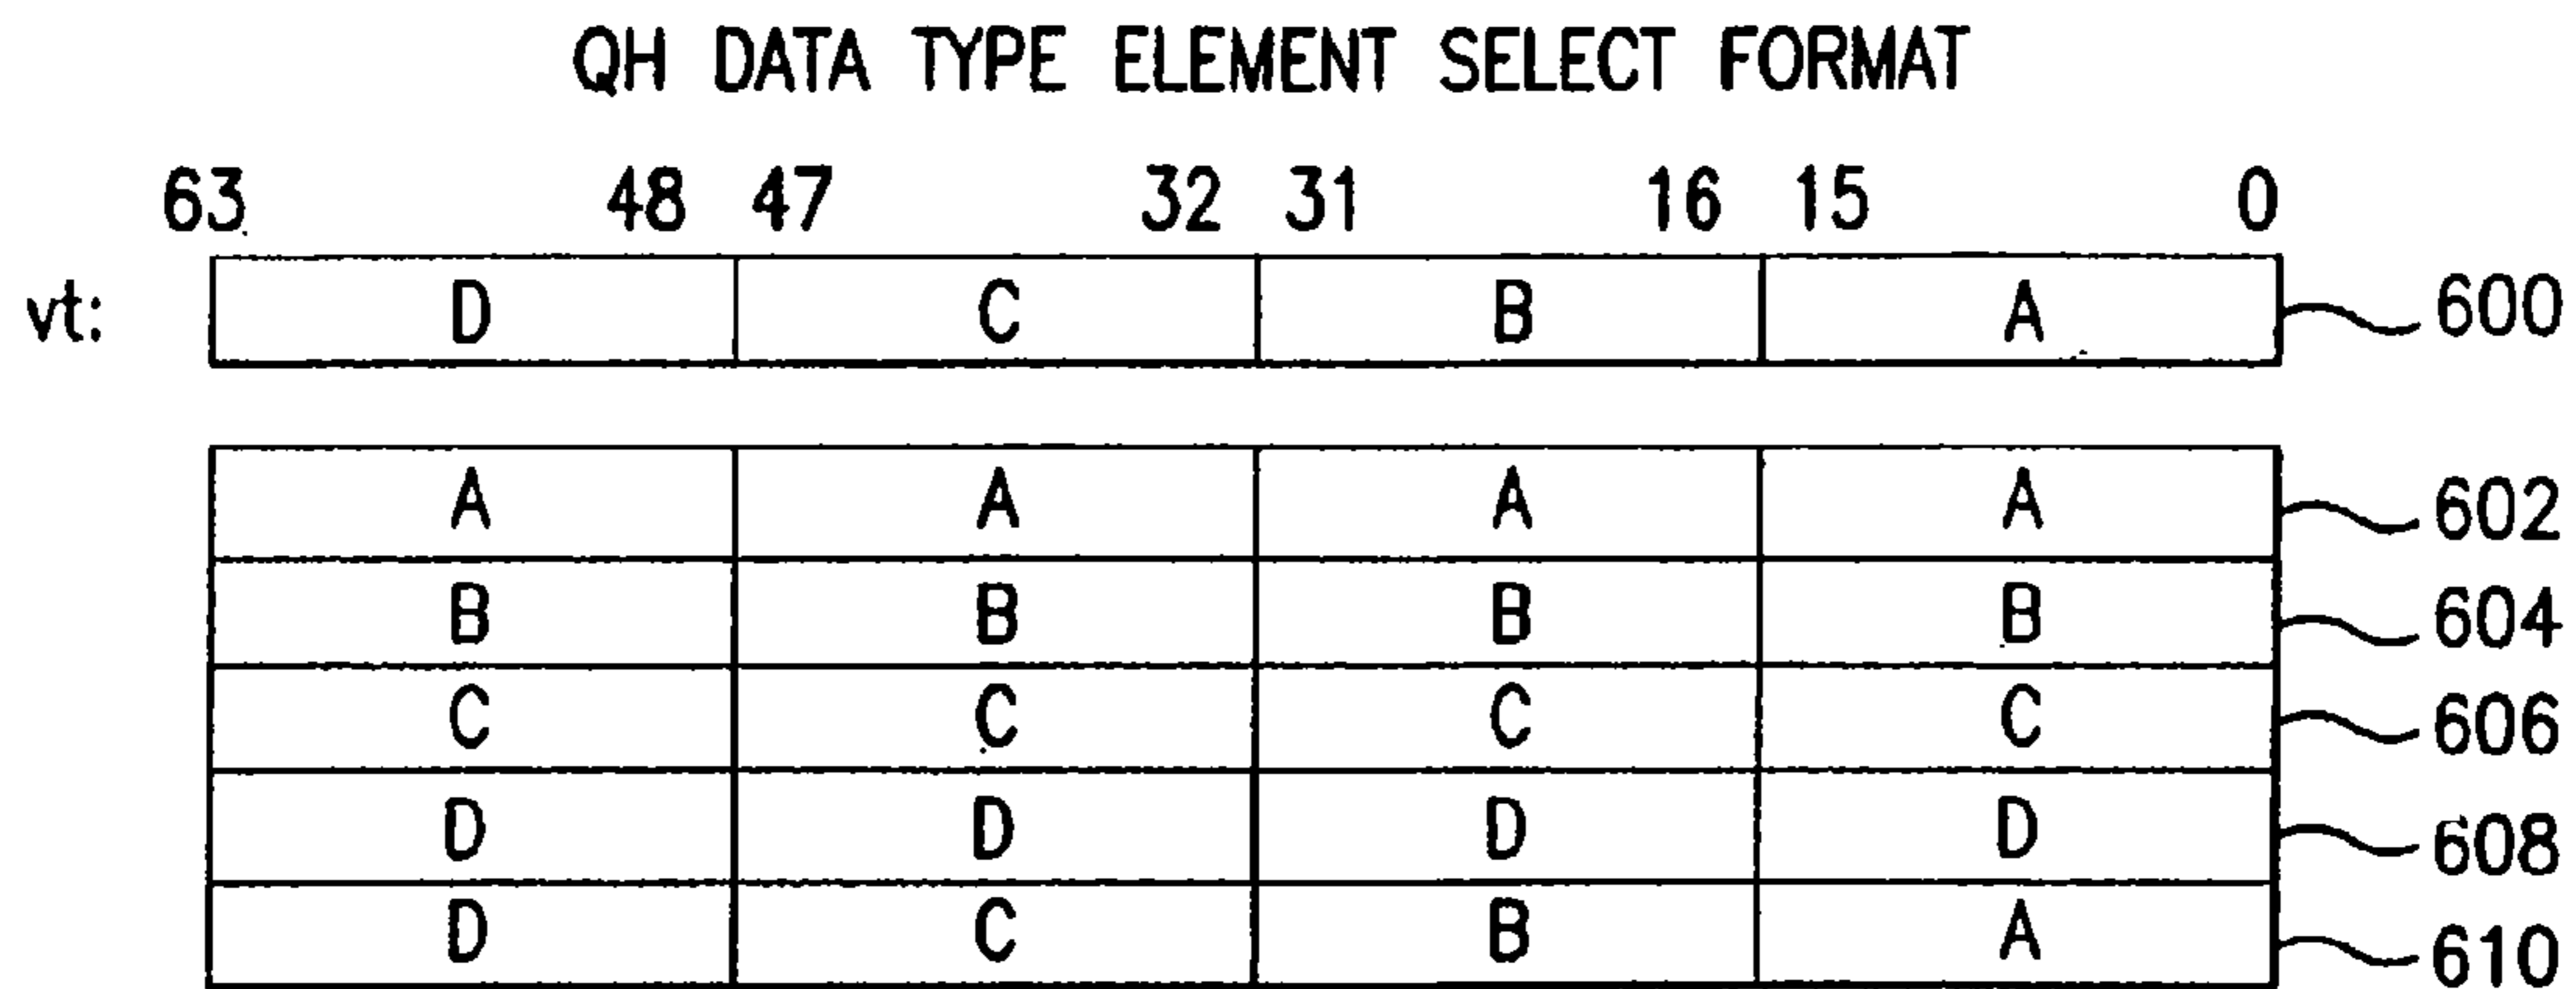 QH DATA TYPE ELEMENT SELECT FORMAT
63 48 47 32 31 16 15 0
vt: D C B A 600
A A A A 602
B B B B 604
C C C C 606
D D D D 608
D C B A 610